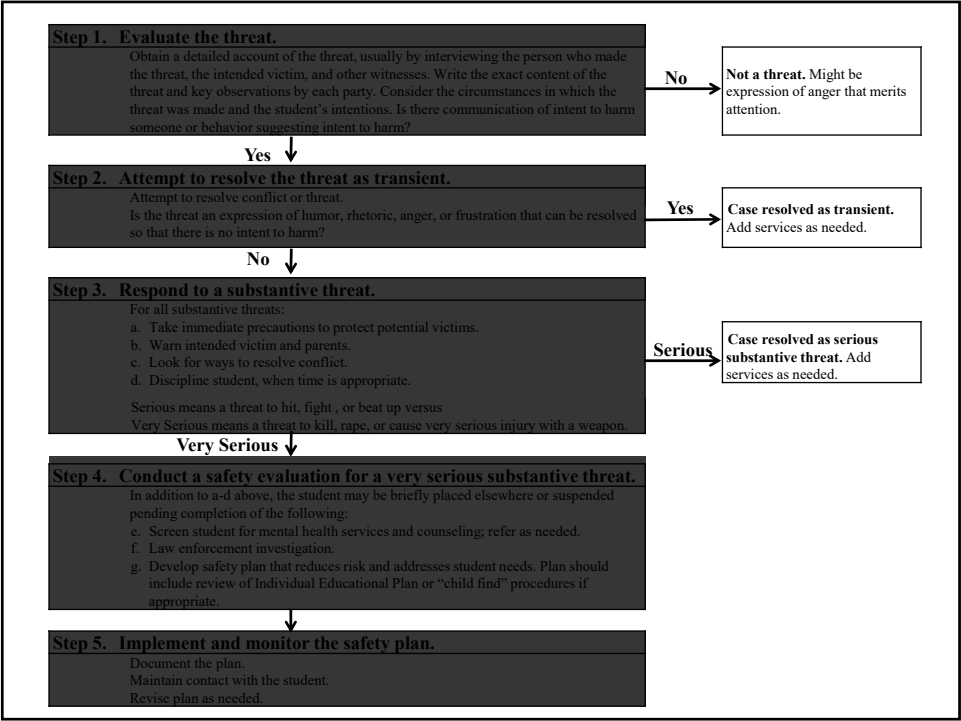 Step 1. Evaluate the threat.
Obtain a detailed account of the threat, usually by interviewing the person who made
the threat, the intended victim, and other witnesses. Write the exact content of the
threat and key observations by each party. Consider the circumstances in which the
threat was made and the student's intentions. Is there communication of intent to harm
someone or behavior suggesting intent to harm?
No
Not a threat. Might be
expression of anger that merits
attention.
Yes
Step 2. Attempt to resolve the threat as transient.
Attempt to resolve conflict or threat.
Is the threat an expression of humor, rhetoric, anger, or frustration that can be resolved
so that there is no intent to harm?
Yes
Case resolved as transient.
Add services as needed.
No
Step 3. Respond to a substantive threat.
For all substantive threats:
a. Take immediate precautions to protect potential victims.
b. Warn intended victim and parents.
c. Look for ways to resolve conflict.
d. Discipline student, when time is appropriate.
Serious means a threat to hit, fight , or beat up versus
Very Serious means a threat to kill, rape, or cause very serious injury with a weapon.
Serious
Case resolved as serious
substantive threat. Add
services as needed.
Very Serious
Step 4. Conduct a safety evaluation for a very serious substantive threat.
In addition to a-d above, the student may be briefly placed elsewhere or suspended
pending completion of the following:
e. Screen student for mental health services and counseling; refer as needed.
f. Law enforcement investigation.
g. Develop safety plan that reduces risk and addresses student needs. Plan should
include review of Individual Educational Plan or “child find” procedures if
appropriate.
Step 5. Implement and monitor the safety plan.
Document the plan.
Maintain contact with the student.
Revise plan as needed.